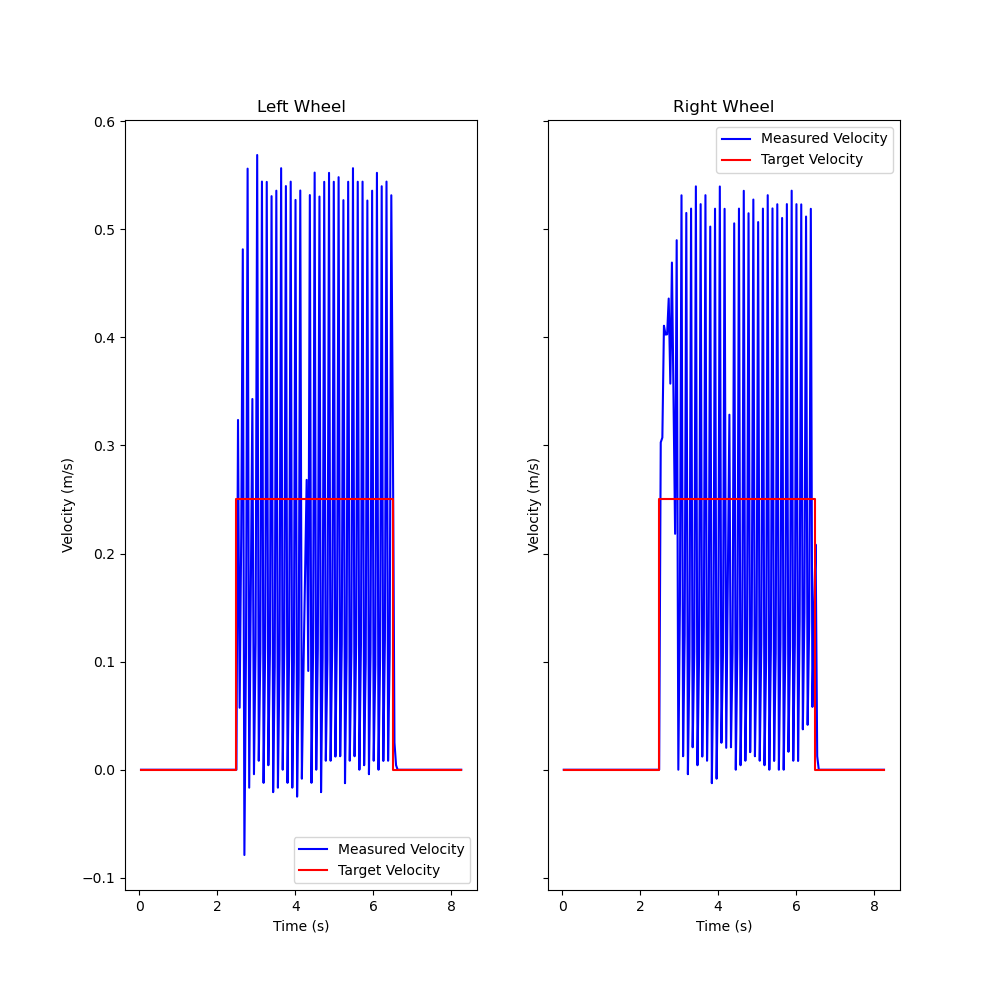 Left Wheel
Right Wheel
0.6
0.5
0.4
0.3
0.2
0.1
0.0
−0.1
Velocity (m/s)
Velocity (m/s)
Measured Velocity
Target Velocity
Measured Velocity
Target Velocity
0 2 4 6 8
0 2 4 6 8
Time (s)
Time (s)